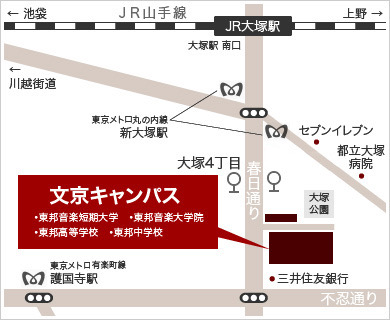 ← 池袋
JR山手線
上野 →
JR大塚駅
大塚駅 南口
←
川越街道
東京メトロ丸の内線
新大塚駅
セブンイレブン
都立大塚
病院
大塚4丁目
春日通り
大塚
公園
文京キャンパス
•東邦音楽短期大学 •東邦音楽大学院
•東邦高等学校 •東邦中学校
東京メトロ有楽町線
護国寺駅
三井住友銀行
不忍通り